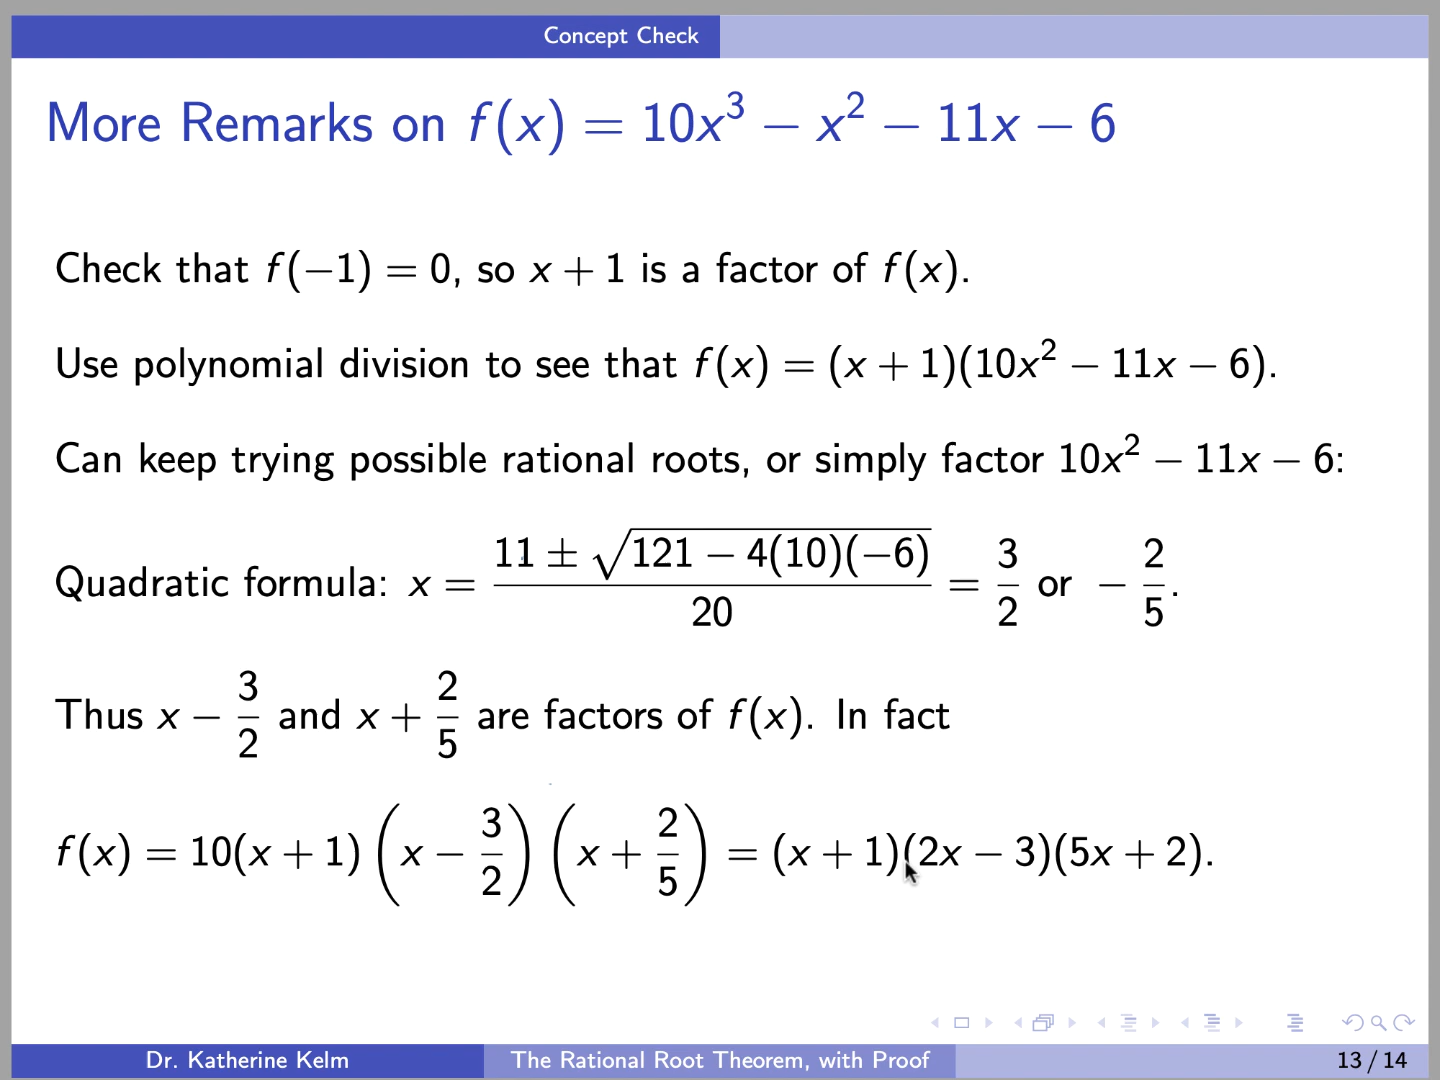 Concept Check
More Remarks on f(x) = 10x³ − x² − 11x − 6
Check that f(−1) = 0, so x + 1 is a factor of f(x).
Use polynomial division to see that f(x) = (x + 1)(10x² − 11x − 6).
Can keep trying possible rational roots, or simply factor 10x² − 11x − 6:
Quadratic formula: x = (11 ± √(121 − 4(10)(−6)))/20 = 3/2 or − 2/5.
Thus x − 3/2 and x + 2/5 are factors of f(x). In fact
f(x) = 10(x + 1)(x − 3/2)(x + 2/5) = (x + 1)(2x − 3)(5x + 2).
Dr. Katherine Kelm The Rational Root Theorem, with Proof 13 / 14